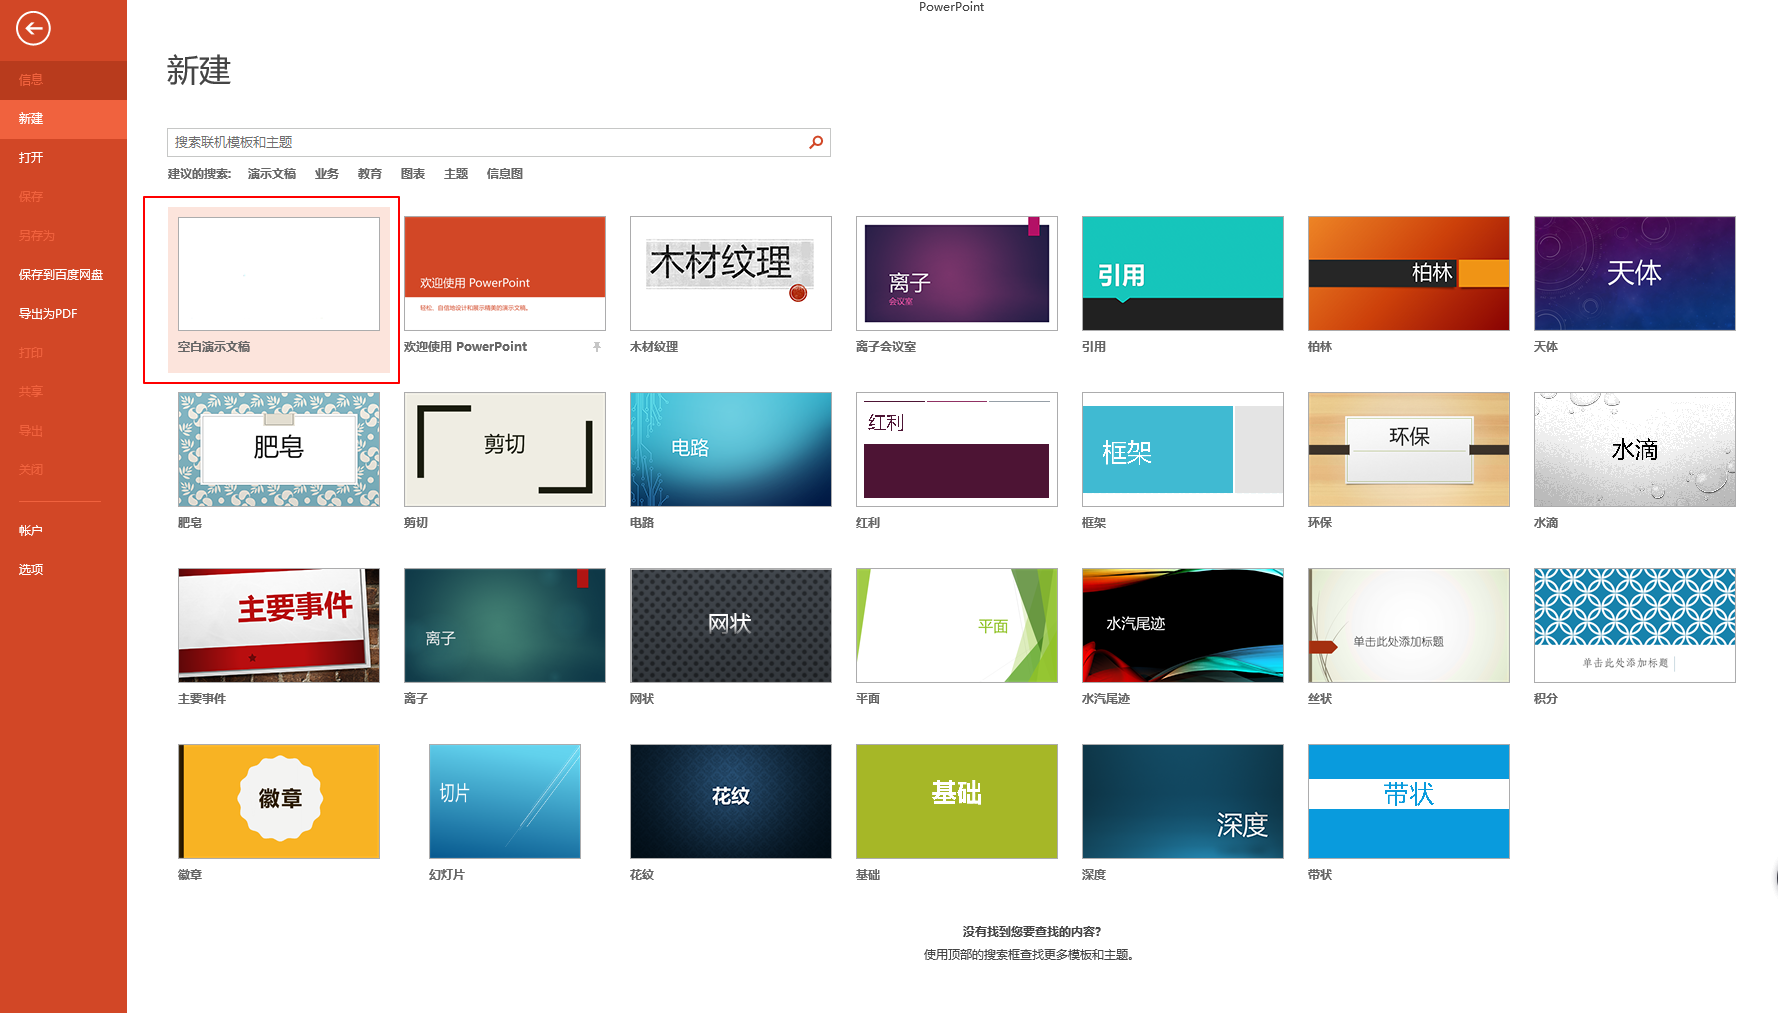 PowerPoint
信息
新建
打开
保存
另存为
保存到百度网盘
导出为PDF
打印
共享
导出
关闭
帐户
选项
新建
搜索联机模板和主题
建议的搜索: 演示文稿 业务 教育 图表 主题 信息图
欢迎使用 PowerPoint
轻松、自信地设计和展示精美的演示文稿。
木材纹理
离子
会议室
引用
柏林
天体
空白演示文稿
欢迎使用 PowerPoint
木材纹理
离子会议室
引用
柏林
天体
肥皂
剪切
电路
红利
框架
环保
水滴
肥皂
剪切
电路
红利
框架
环保
水滴
主要事件
离子
网状
平面
水汽尾迹
单击此处添加标题
单击此处添加标题
主要事件
离子
网状
平面
水汽尾迹
丝状
积分
徽章
切片
花纹
基础
深度
带状
徽章
幻灯片
花纹
基础
深度
带状
没有找到您要查找的内容?
使用顶部的搜索框查找更多模板和主题。